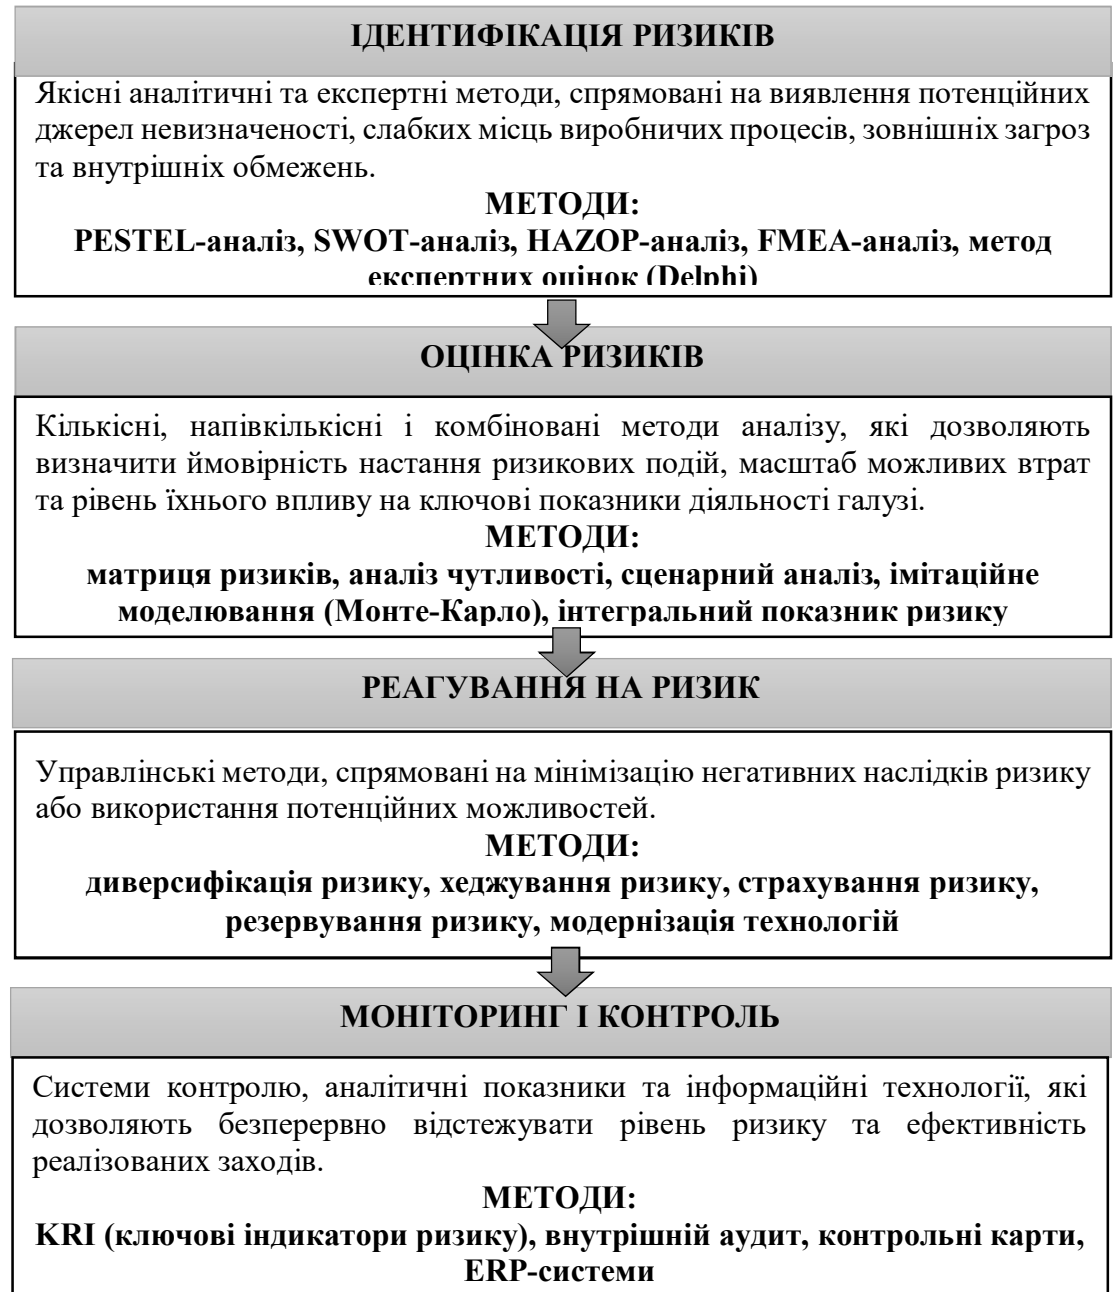 ІДЕНТИФІКАЦІЯ РИЗИКІВ
Якісні аналітичні та експертні методи, спрямовані на виявлення потенційних
джерел невизначеності, слабких місць виробничих процесів, зовнішніх загроз
та внутрішніх обмежень.
МЕТОДИ:
PESTEL-аналіз, SWOT-аналіз, HAZOP-аналіз, FMEA-аналіз, метод
експертних оцінок (Delphi)
ОЦІНКА РИЗИКІВ
Кількісні, напівкількісні і комбіновані методи аналізу, які дозволяють
визначити ймовірність настання ризикових подій, масштаб можливих втрат
та рівень їхнього впливу на ключові показники діяльності галузі.
МЕТОДИ:
матриця ризиків, аналіз чутливості, сценарний аналіз, імітаційне
моделювання (Монте-Карло), інтегральний показник ризику
РЕАГУВАННЯ НА РИЗИК
Управлінські методи, спрямовані на мінімізацію негативних наслідків ризику
або використання потенційних можливостей.
МЕТОДИ:
диверсифікація ризику, хеджування ризику, страхування ризику,
резервування ризику, модернізація технологій
МОНІТОРИНГ І КОНТРОЛЬ
Системи контролю, аналітичні показники та інформаційні технології, які
дозволяють безперервно відстежувати рівень ризику та ефективність
реалізованих заходів.
МЕТОДИ:
KRI (ключові індикатори ризику), внутрішній аудит, контрольні карти,
ERP-системи